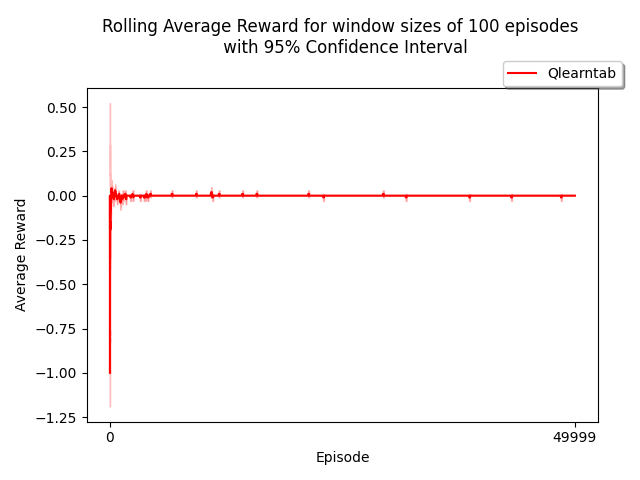 Rolling Average Reward for window sizes of 100 episodes
with 95% Confidence Interval
Qlearntab
0.50
0.25
0.00
−0.25
−0.50
−0.75
−1.00
−1.25
Average Reward
0
49999
Episode